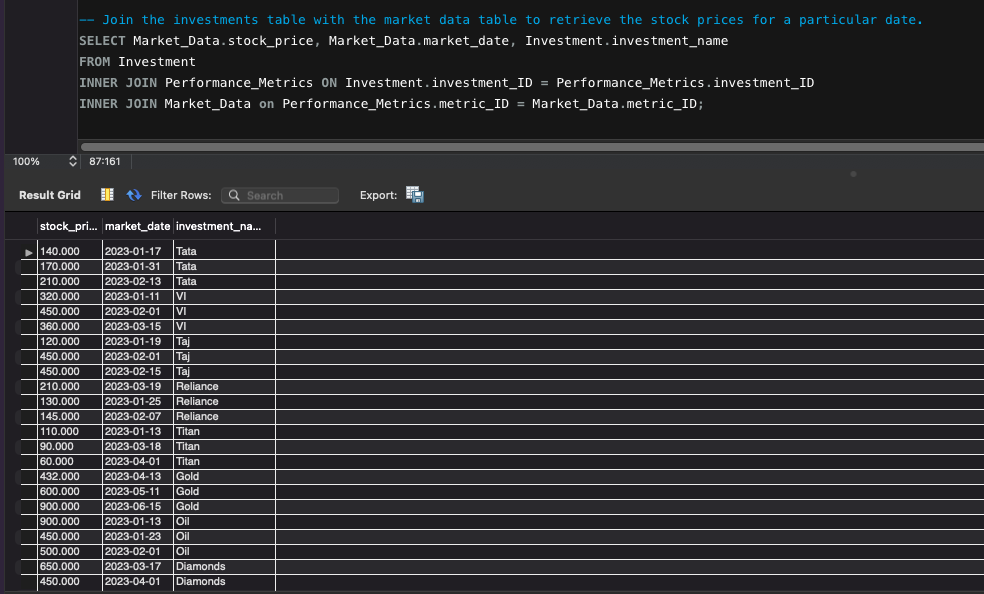 -- Join the investments table with the market data table to retrieve the stock prices for a particular date.
SELECT Market_Data.stock_price, Market_Data.market_date, Investment.investment_name
FROM Investment
INNER JOIN Performance_Metrics ON Investment.investment_ID = Performance_Metrics.investment_ID
INNER JOIN Market_Data on Performance_Metrics.metric_ID = Market_Data.metric_ID;
100% 87:161
Result Grid Filter Rows: Search Export:
stock_pri... market_date investment_na...
140.000 2023-01-17 Tata
170.000 2023-01-31 Tata
210.000 2023-02-13 Tata
320.000 2023-01-11 VI
450.000 2023-02-01 VI
360.000 2023-03-15 VI
120.000 2023-01-19 Taj
450.000 2023-02-01 Taj
450.000 2023-02-15 Taj
210.000 2023-03-19 Reliance
130.000 2023-01-25 Reliance
145.000 2023-02-07 Reliance
110.000 2023-01-13 Titan
90.000 2023-03-18 Titan
60.000 2023-04-01 Titan
432.000 2023-04-13 Gold
600.000 2023-05-11 Gold
900.000 2023-06-15 Gold
900.000 2023-01-13 Oil
450.000 2023-01-23 Oil
500.000 2023-02-01 Oil
650.000 2023-03-17 Diamonds
450.000 2023-04-01 Diamonds